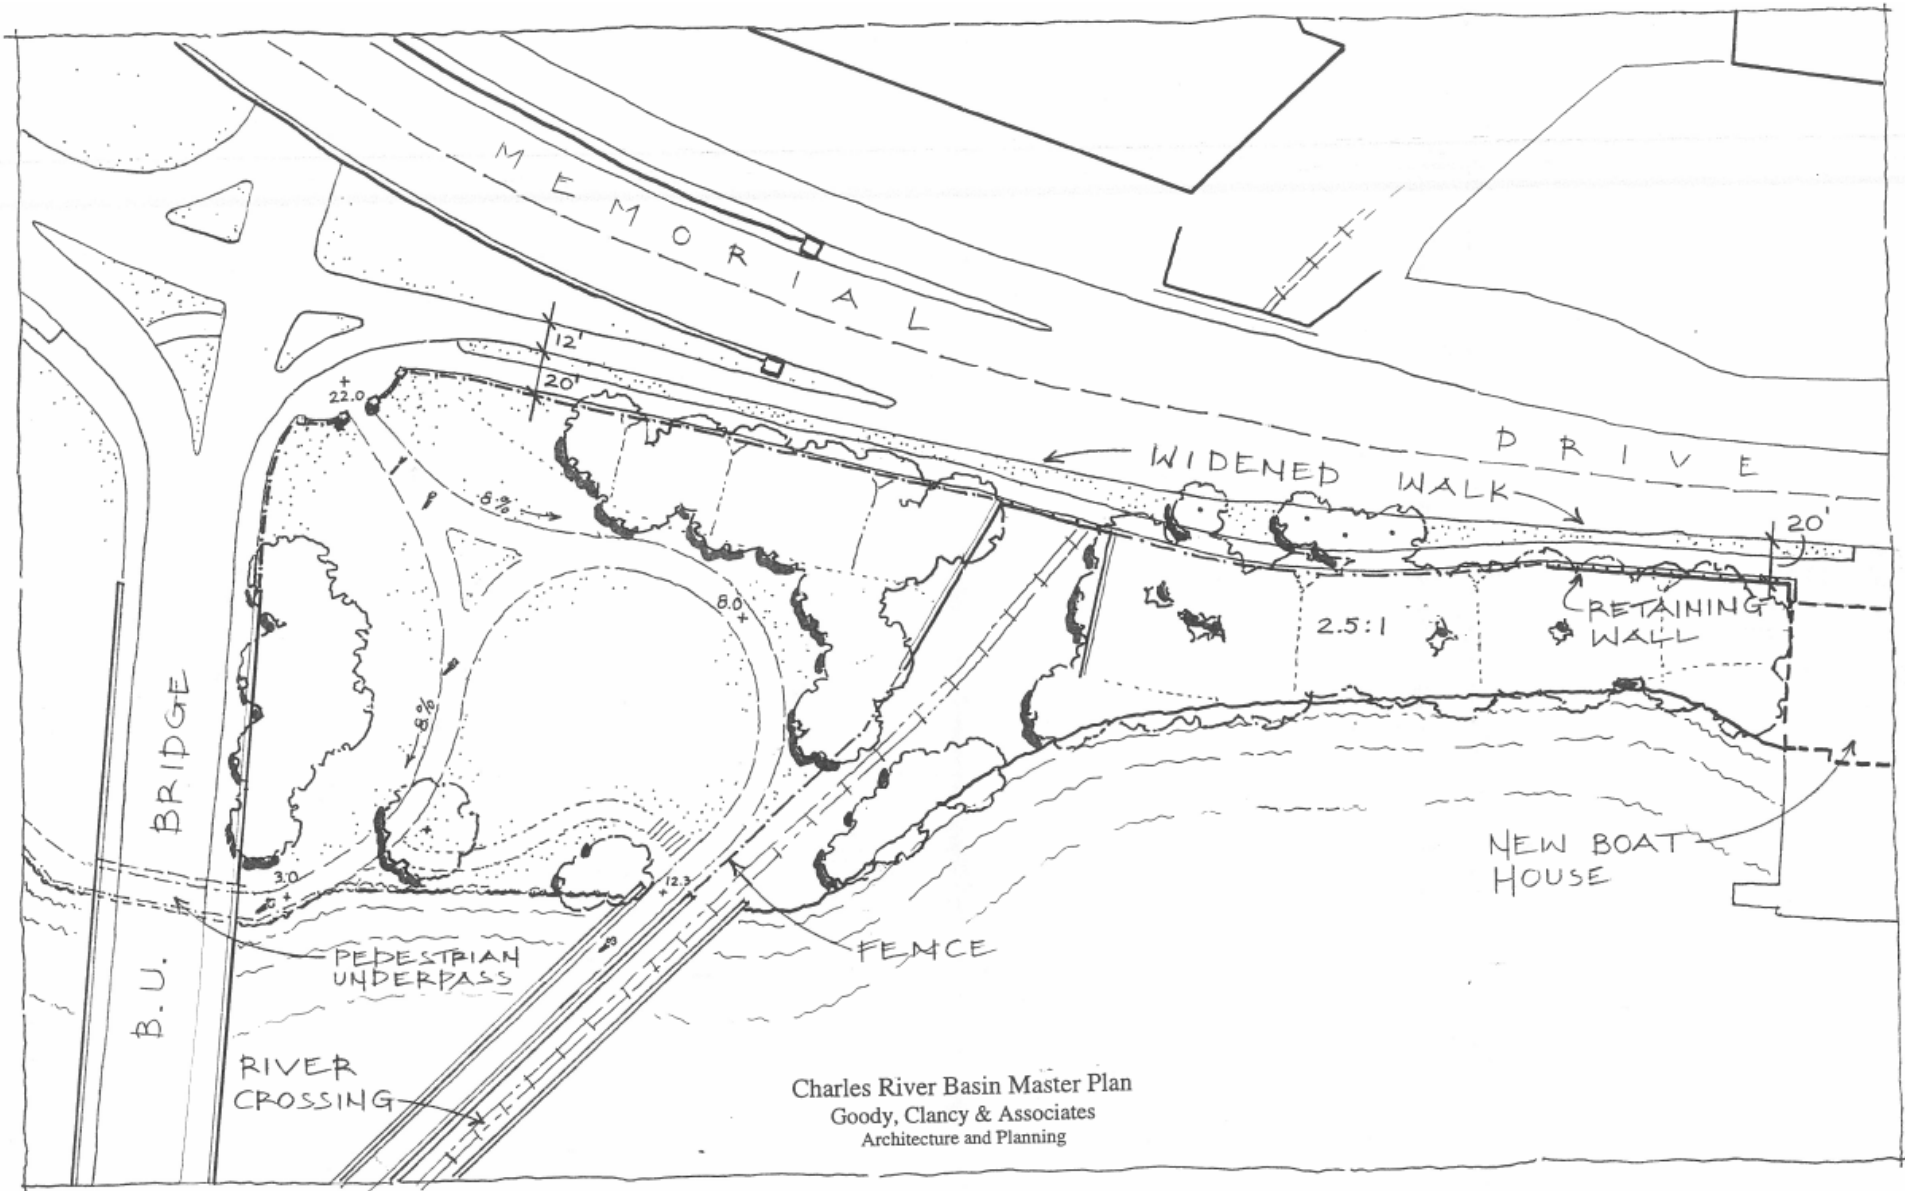 MEMORIAL
DRIVE
12'
20'
22.0
8%
WIDENED
WALK
20'
8.0
RETAINING
WALL
2.5:1
8%
B.U. BRIDGE
3.0
12.3
NEW BOAT
HOUSE
FENCE
PEDESTRIAN
UNDERPASS
RIVER
CROSSING
Charles River Basin Master Plan
Goody, Clancy & Associates
Architecture and Planning